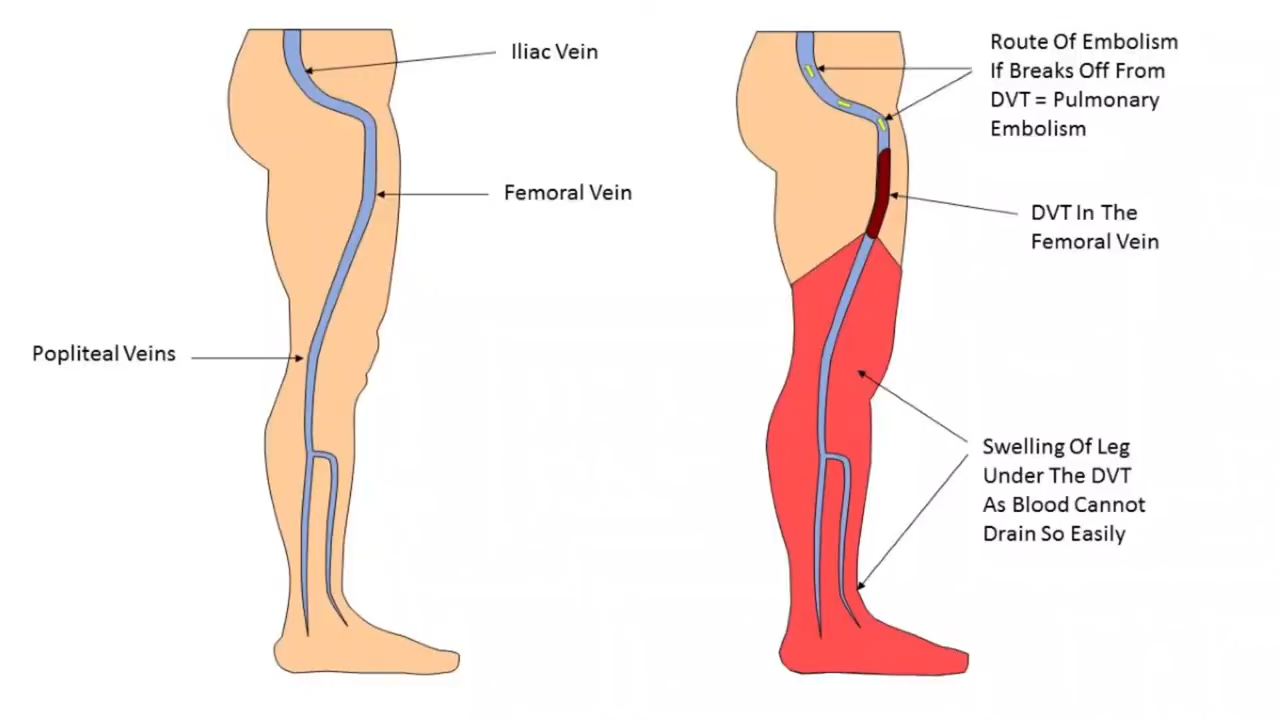 Iliac Vein
Femoral Vein
Popliteal Veins
Route Of Embolism
If Breaks Off From
DVT = Pulmonary
Embolism
DVT In The
Femoral Vein
Swelling Of Leg
Under The DVT
As Blood Cannot
Drain So Easily